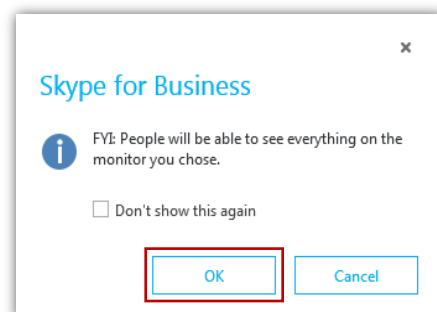 Skype for Business
FYI: People will be able to see everything on the
monitor you chose.
Don't show this again
OK
Cancel